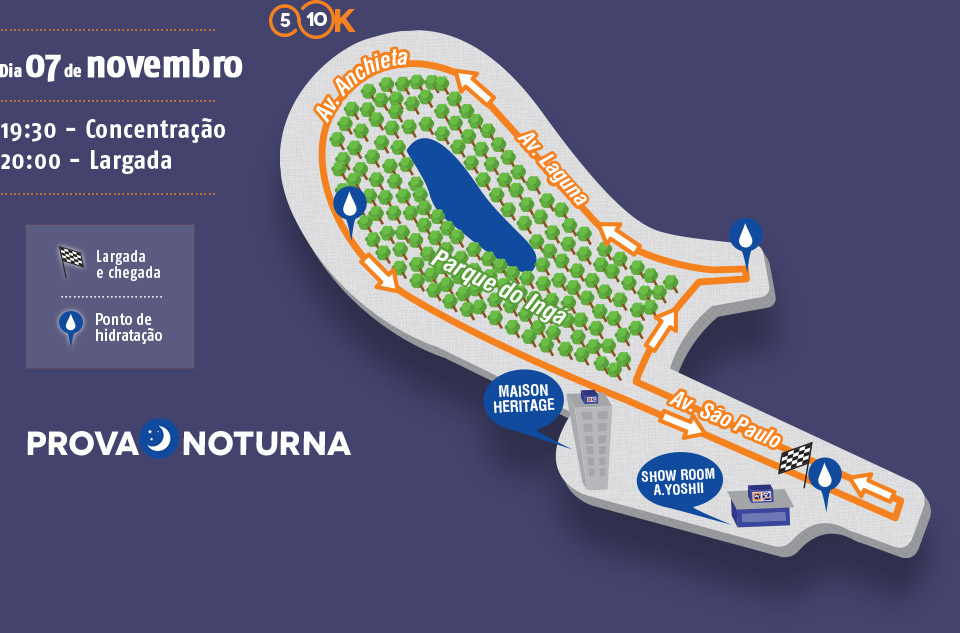 5 10K
Dia 07 de novembro
19:30 - Concentração
20:00 - Largada
Largada
e chegada
Ponto de
hidratação
PROVA NOTURNA
Av. Anchieta
Av. Laguna
Parque do Ingá
Av. São Paulo
MAISON
HERITAGE
SHOW ROOM
A.YOSHII